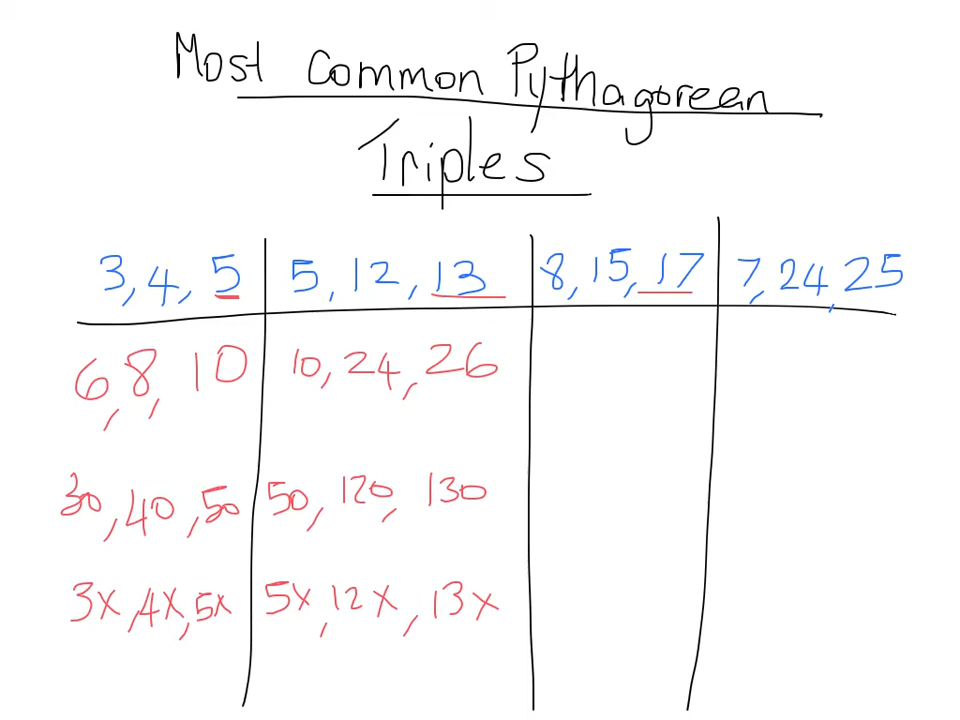 Most Common Pythagorean
Triples
3, 4, 5 5, 12, 13 8, 15, 17 7, 24, 25
6, 8, 10 10, 24, 26
30, 40, 50 50, 120, 130
3x, 4x, 5x 5x, 12x, 13x